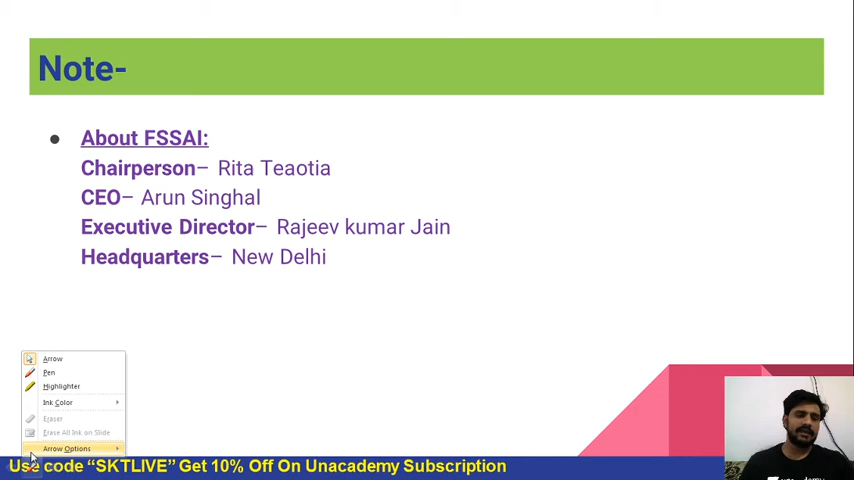 Note-
● About FSSAI:
Chairperson– Rita Teaotia
CEO– Arun Singhal
Executive Director– Rajeev kumar Jain
Headquarters– New Delhi
Arrow
Pen
Highlighter
Ink Color
Eraser
Erase All Ink on Slide
Arrow Options
Use code “SKTLIVE” Get 10% Off On Unacademy Subscription